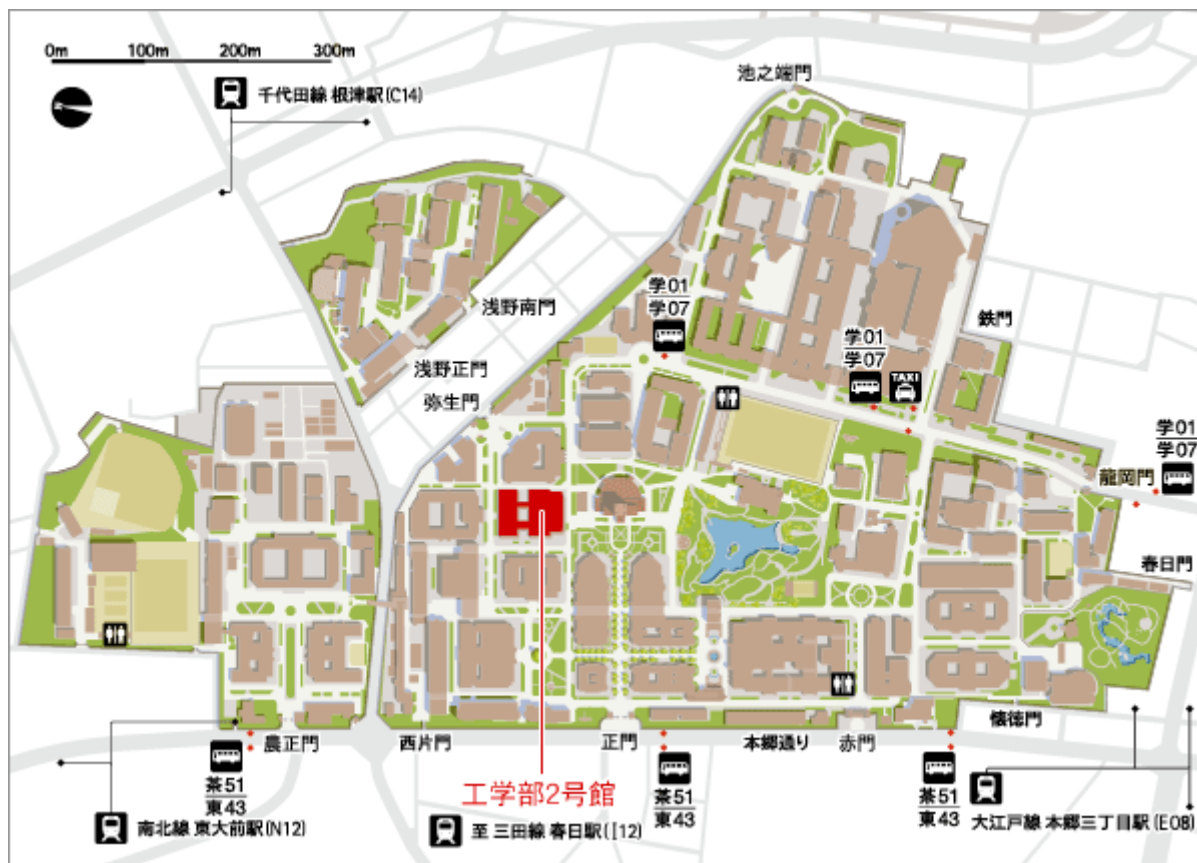 0m 100m 200m 300m
千代田線 根津駅(C14)
池之端門
浅野南門
学01
学07
学01
学07
TAXI
鉄門
浅野正門
弥生門
学01
学07
龍岡門
春日門
懐徳門
農正門
西片門
正門
本郷通り
赤門
茶51
東43
工学部2号館
茶51
東43
茶51
東43
南北線 東大前駅(N12)
至 三田線 春日駅([12)
大江戸線 本郷三丁目駅(E08)